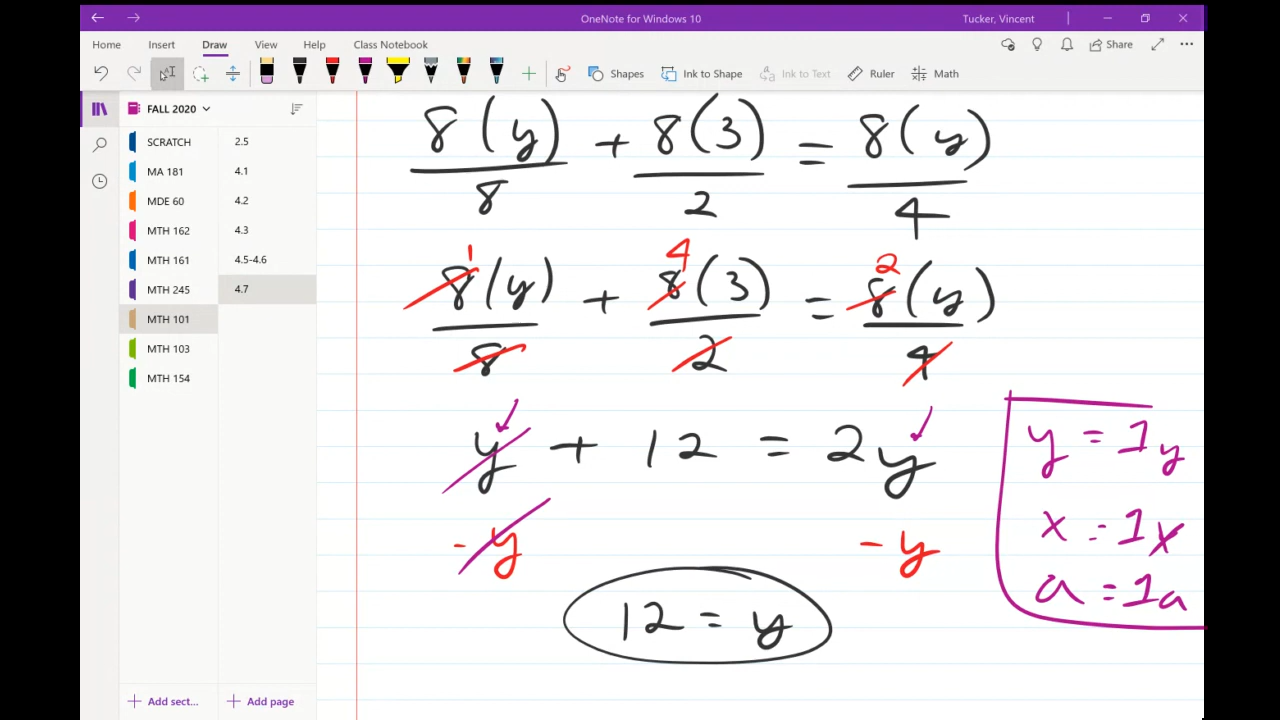 OneNote for Windows 10
Tucker, Vincent
Home Insert Draw View Help Class Notebook
Share
Shapes Ink to Shape Ink to Text Ruler Math
FALL 2020
SCRATCH
MA 181
MDE 60
MTH 162
MTH 161
MTH 245
MTH 101
MTH 103
MTH 154
2.5
4.1
4.2
4.3
4.5-4.6
4.7
Add sect...
Add page
8(y) + 8(3) = 8(y)
8 2 4
1 4 2
8(y) + 8(3) = 8(y)
8 2 4
y + 12 = 2y
-y -y
12 = y
y = 1y
x = 1x
a = 1a